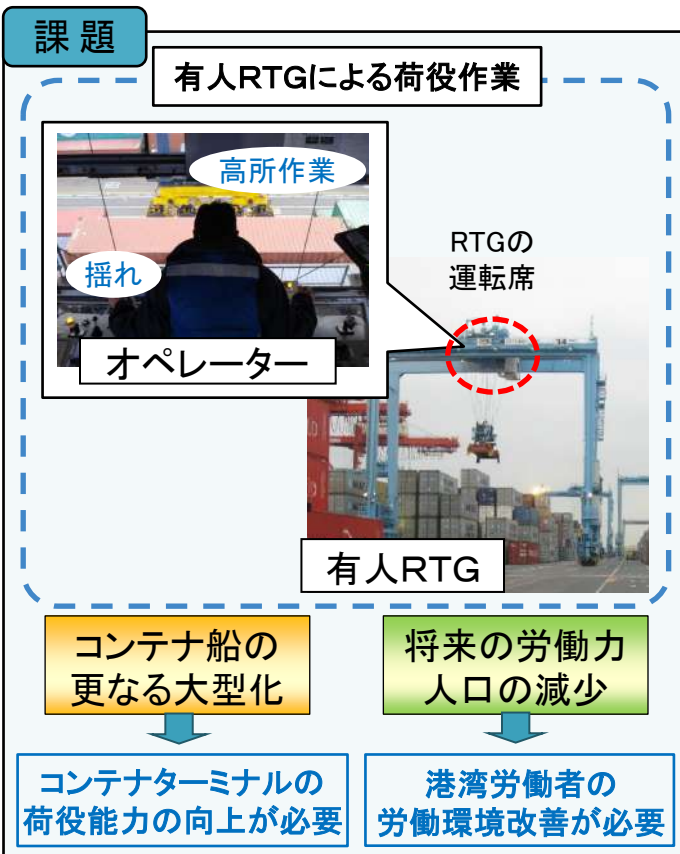 課題
有人RTGによる荷役作業
高所作業
揺れ
オペレーター
RTGの
運転席
有人RTG
コンテナ船の
更なる大型化
将来の労働力
人口の減少
コンテナターミナルの
荷役能力の向上が必要
港湾労働者の
労働環境改善が必要